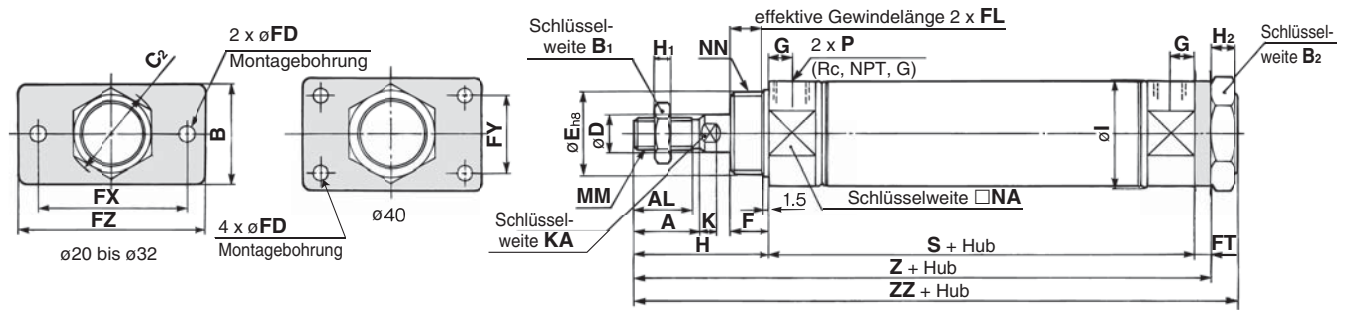 2 x øFD
Montagebohrung
C2
B
FX
FZ
ø20 bis ø32
FY
4 x øFD
Montagebohrung
ø40
effektive Gewindelänge 2 x FL
Schlüssel-
weite B1
H1
NN
G
2 x P
(Rc, NPT, G)
G
H2
Schlüssel-
weite B2
øEh8
øD
øI
MM
AL
A
K
F
1.5
H
Schlüssel-
weite KA
Schlüsselweite □NA
S + Hub
FT
Z + Hub
ZZ + Hub